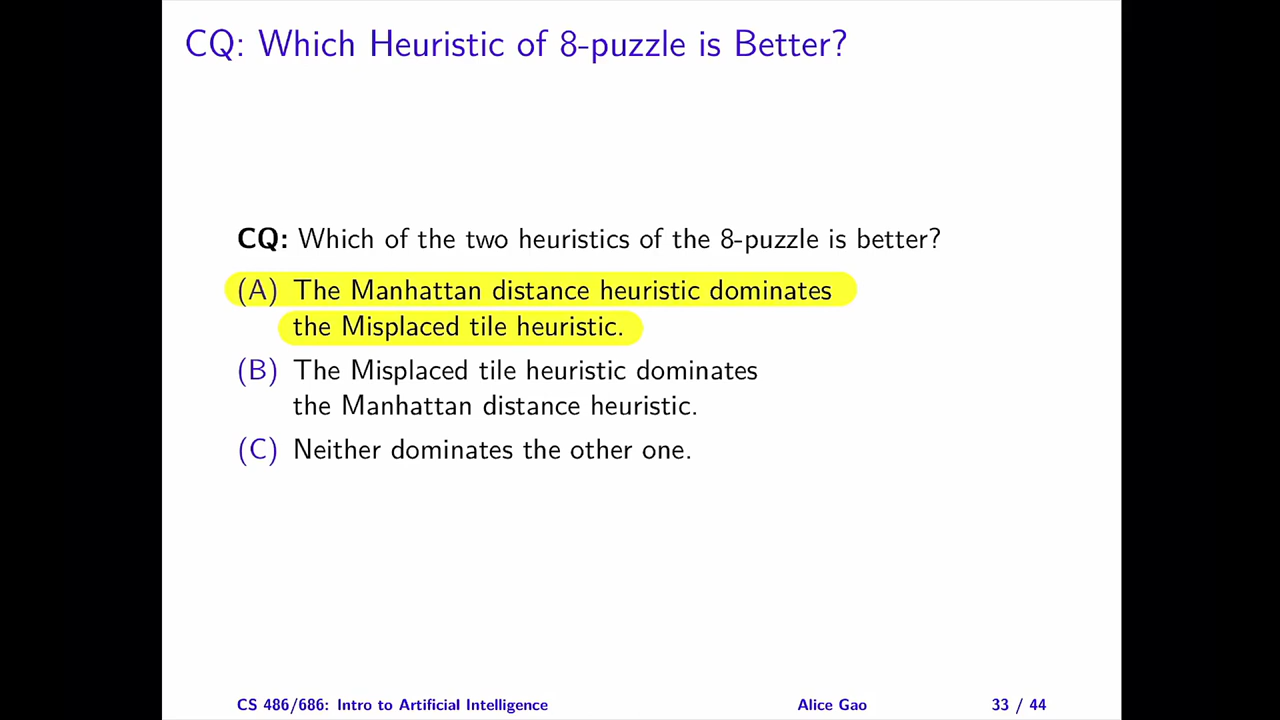 CQ: Which Heuristic of 8-puzzle is Better?
CQ: Which of the two heuristics of the 8-puzzle is better?
(A) The Manhattan distance heuristic dominates
the Misplaced tile heuristic.
(B) The Misplaced tile heuristic dominates
the Manhattan distance heuristic.
(C) Neither dominates the other one.
CS 486/686: Intro to Artificial Intelligence Alice Gao 33 / 44